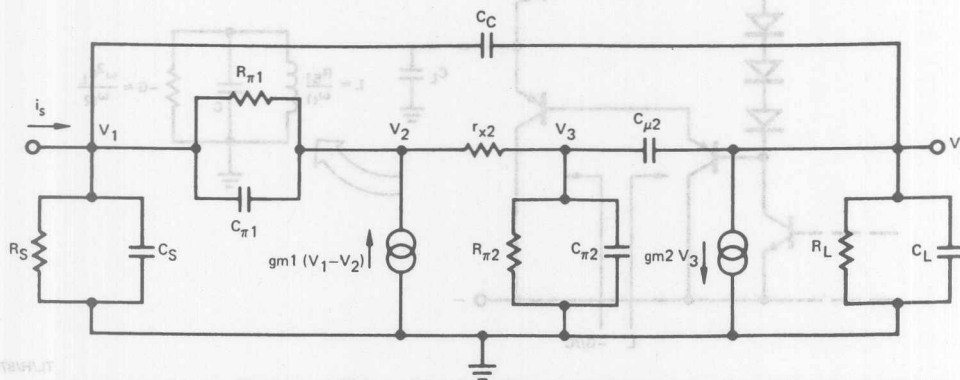 C_C
R_π1
i_s
V_1
V_2
r_x2
V_3
C_μ2
V
C_π1
R_S
C_S
gm1 (V_1–V_2)
R_π2
C_π2
gm2 V_3
R_L
C_L